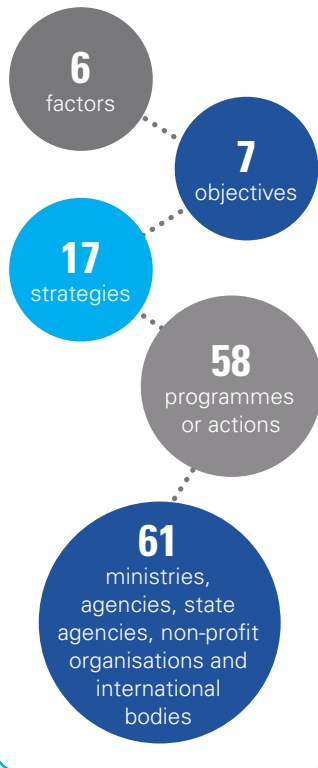 6
factors
7
objectives
17
strategies
58
programmes
or actions
61
ministries,
agencies, state
agencies, non-profit
organisations and
international
bodies